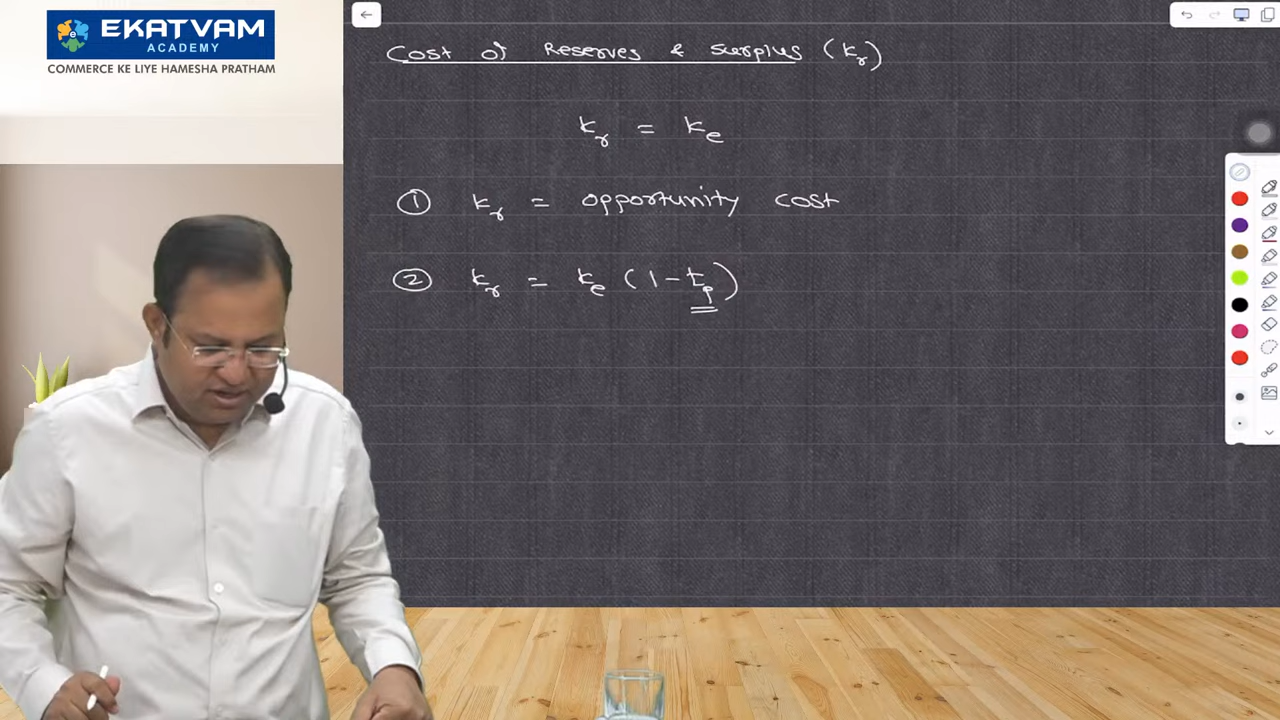 EKATVAM
ACADEMY
COMMERCE KE LIYE HAMESHA PRATHAM
Cost of Reserves & Surplus (Kr)
Kr = Ke
① Kr = opportunity cost
② Kr = Ke (1-tp)